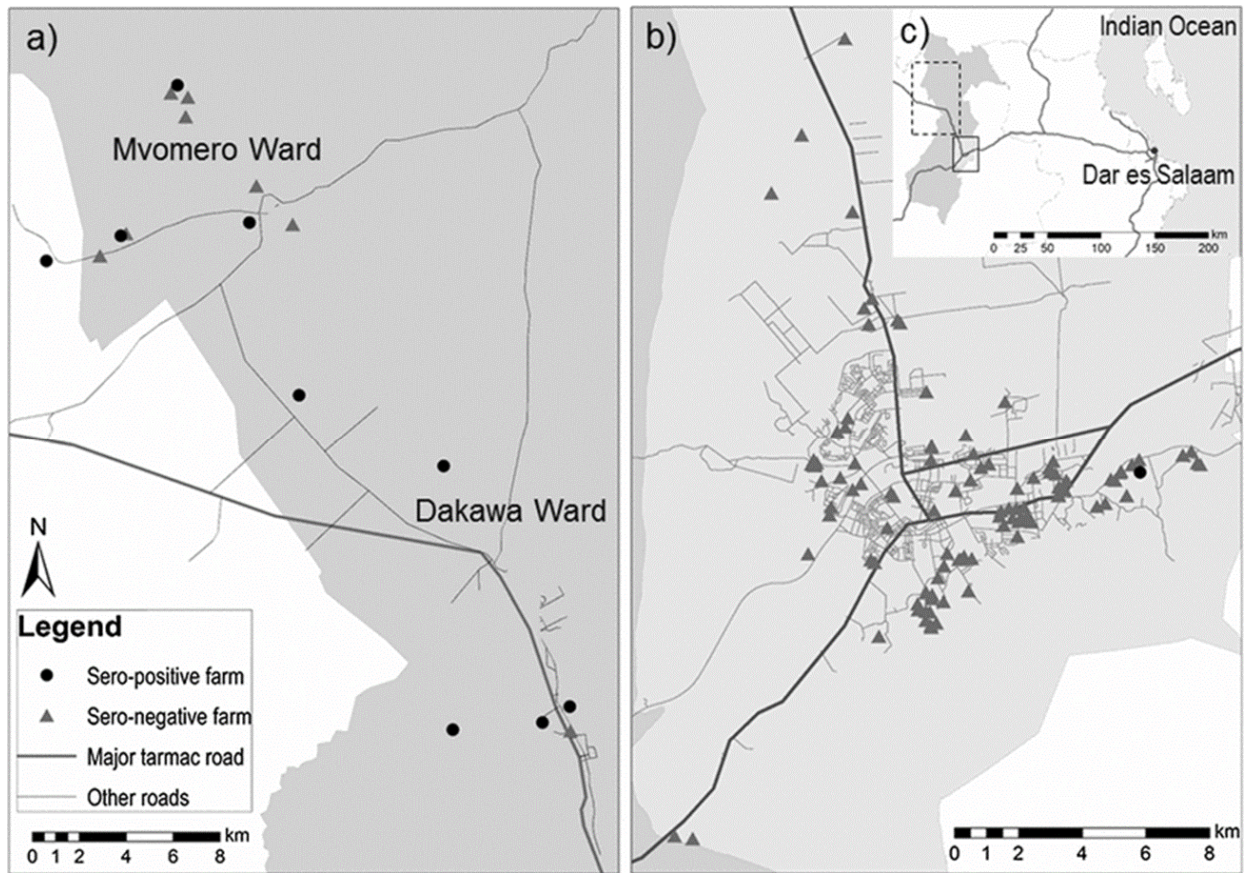 a)
Mvomero Ward
Dakawa Ward
N
Legend
Sero-positive farm
Sero-negative farm
Major tarmac road
Other roads
km
0 1 2 4 6 8
b)
km
0 1 2 4 6 8
c)
Indian Ocean
Dar es Salaam
km
0 25 50 100 150 200